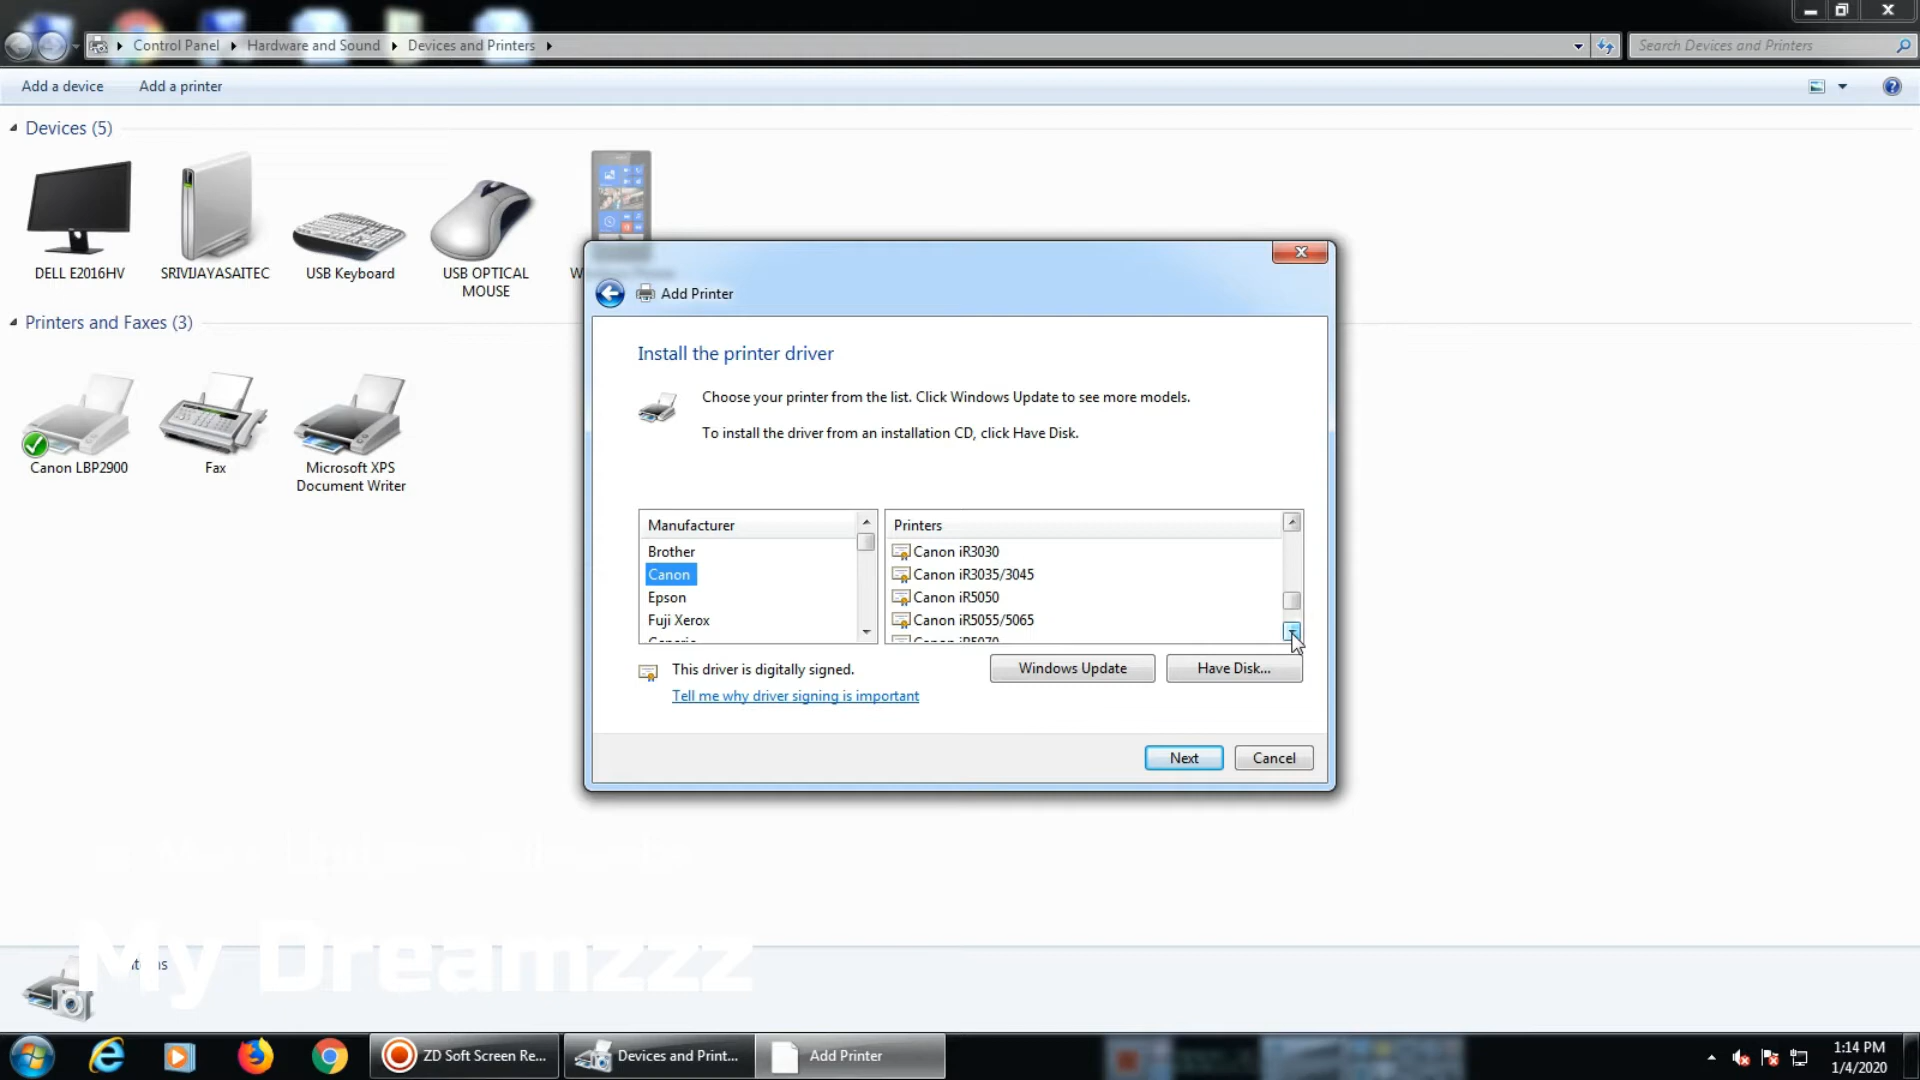 Control Panel Hardware and Sound Devices and Printers
Search Devices and Printers
Add a device Add a printer
Devices (5)
DELL E2016HV
SRIVIJAYASAITEC
USB Keyboard
USB OPTICAL
MOUSE
Printers and Faxes (3)
Canon LBP2900
Fax
Microsoft XPS
Document Writer
Add Printer
Install the printer driver
Choose your printer from the list. Click Windows Update to see more models.
To install the driver from an installation CD, click Have Disk.
Manufacturer
Brother
Canon
Epson
Fuji Xerox
Generic
Printers
Canon iR3030
Canon iR3035/3045
Canon iR5050
Canon iR5055/5065
Canon iR5070
This driver is digitally signed.
Tell me why driver signing is important
Windows Update
Have Disk...
Next
Cancel
My Dreamzzz
ZD Soft Screen Re...
Devices and Print...
Add Printer
1:14 PM
1/4/2020